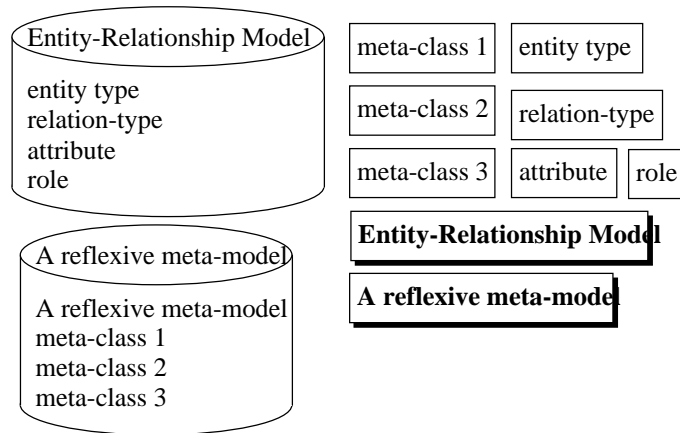 Entity-Relationship Model
entity type
relation-type
attribute
role
A reflexive meta-model
A reflexive meta-model
meta-class 1
meta-class 2
meta-class 3
meta-class 1 entity type
meta-class 2 relation-type
meta-class 3 attribute role
Entity-Relationship Model
A reflexive meta-model